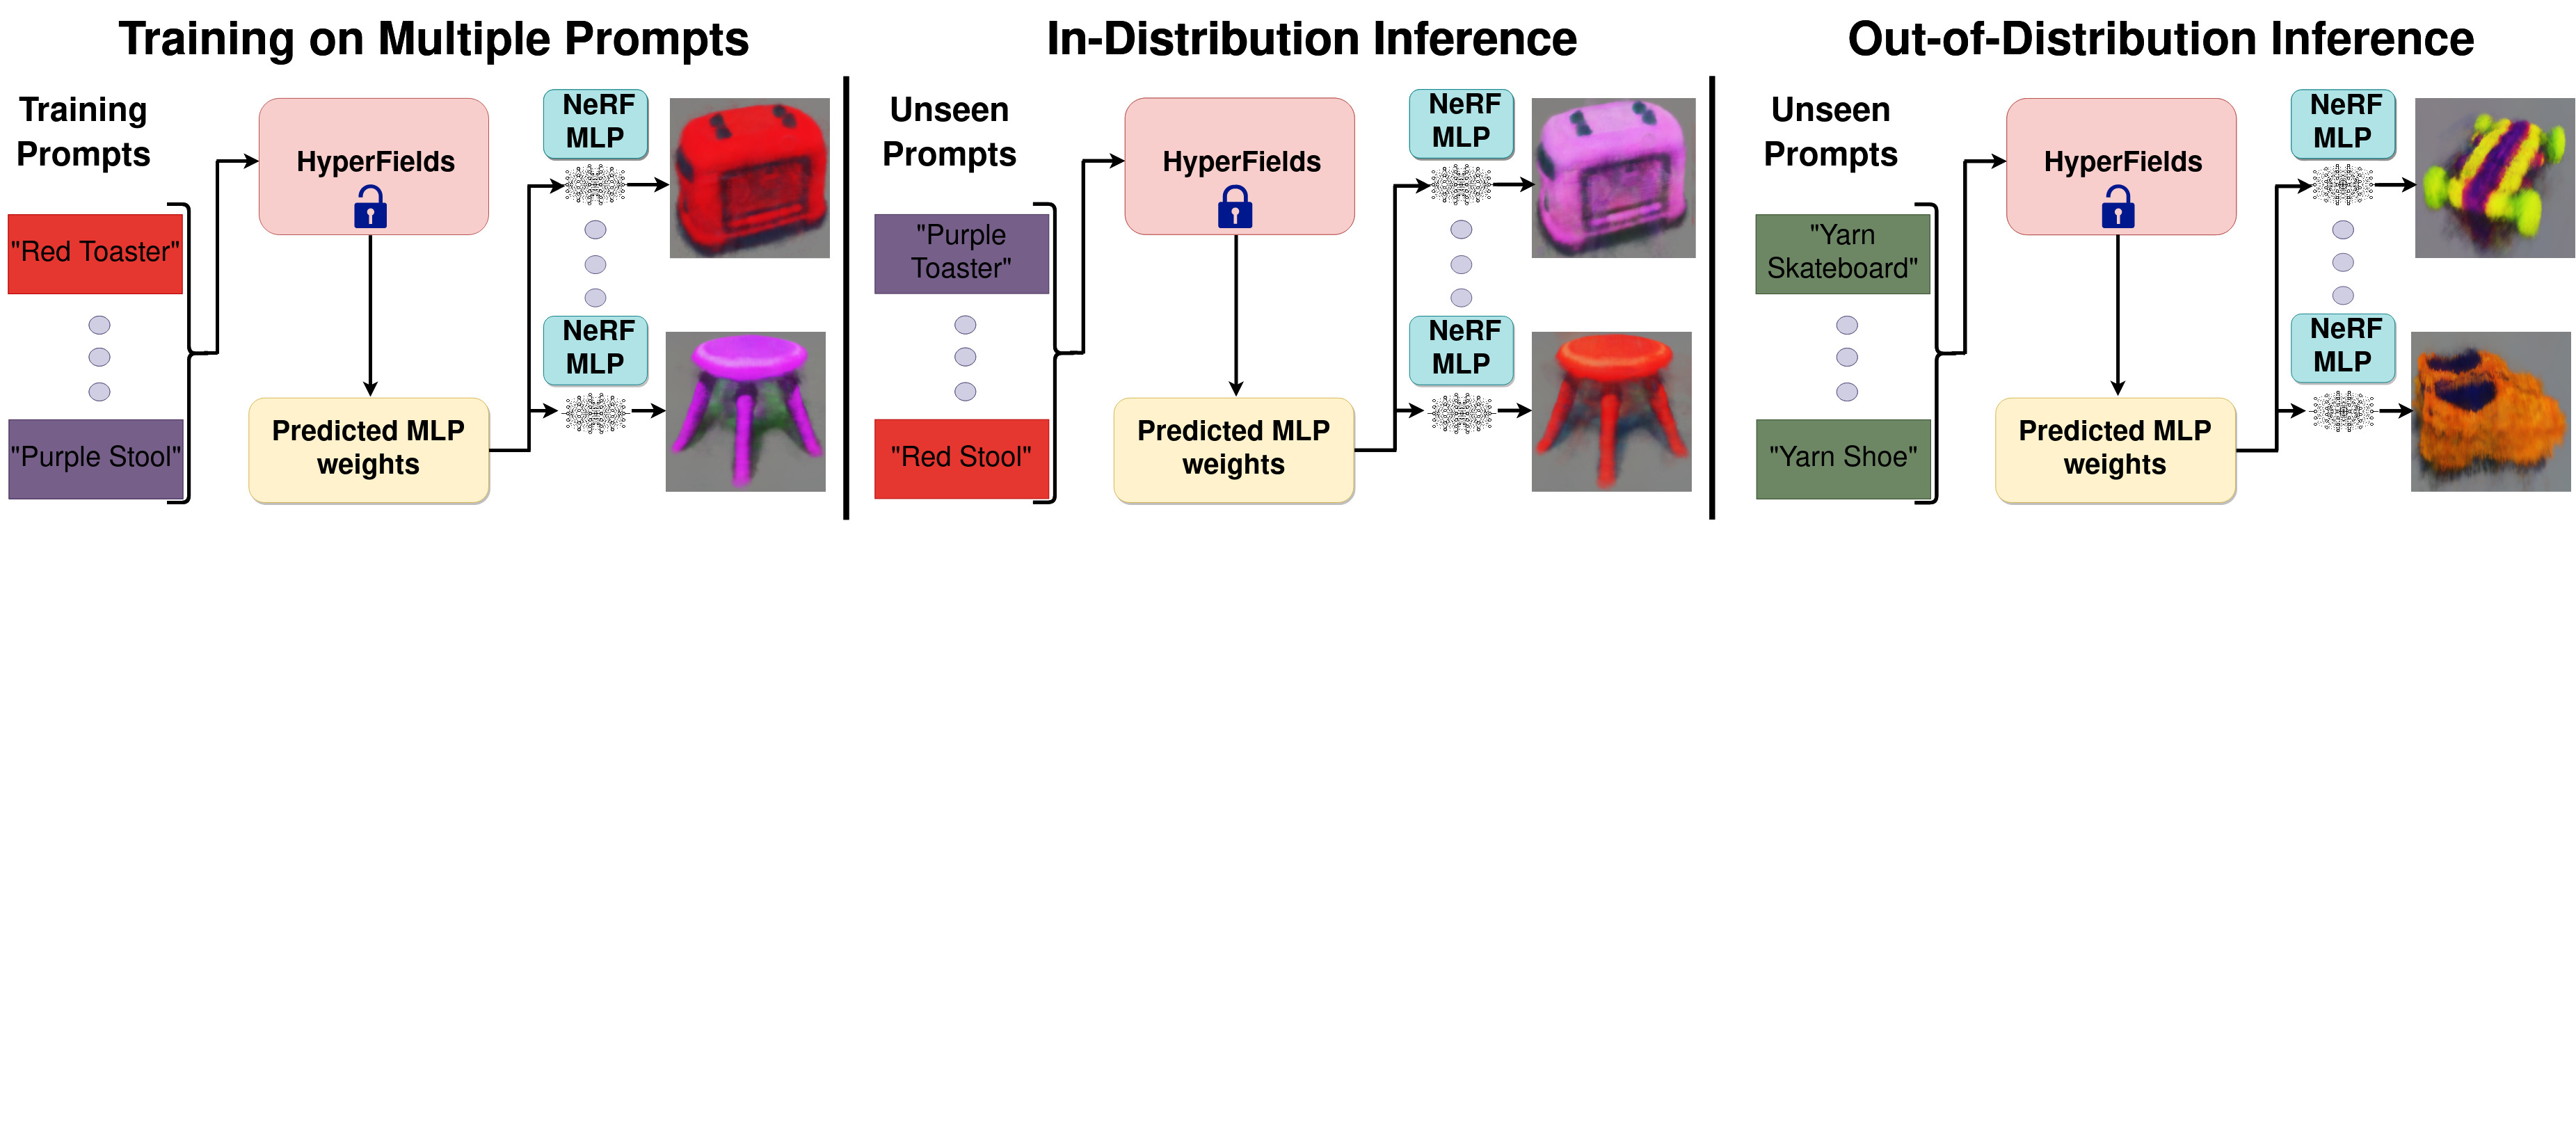 Training on Multiple Prompts
Training
Prompts
"Red Toaster"
"Purple Stool"
HyperFields
Predicted MLP
weights
NeRF
MLP
NeRF
MLP
In-Distribution Inference
Unseen
Prompts
"Purple
Toaster"
"Red Stool"
HyperFields
Predicted MLP
weights
NeRF
MLP
NeRF
MLP
Out-of-Distribution Inference
Unseen
Prompts
"Yarn
Skateboard"
"Yarn Shoe"
HyperFields
Predicted MLP
weights
NeRF
MLP
NeRF
MLP